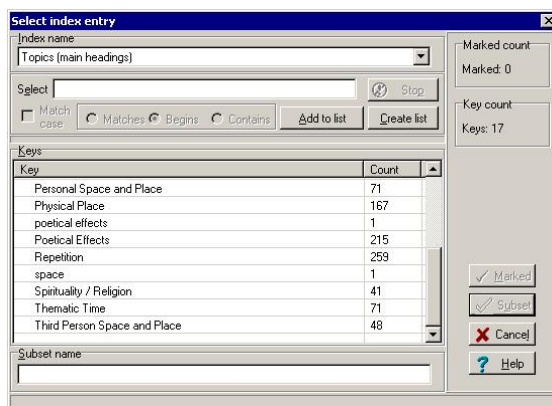 Select index entry
Index name
Topics (main headings)
Select
Stop
Match case
Matches
Begins
Contains
Add to list
Create list
Keys
Key Count
Personal Space and Place 71
Physical Place 167
poetical effects 1
Poetical Effects 215
Repetition 259
space 1
Spirituality / Religion 41
Thematic Time 71
Third Person Space and Place 48
Subset name
Marked count
Marked: 0
Key count
Keys: 17
Marked
Subset
Cancel
Help